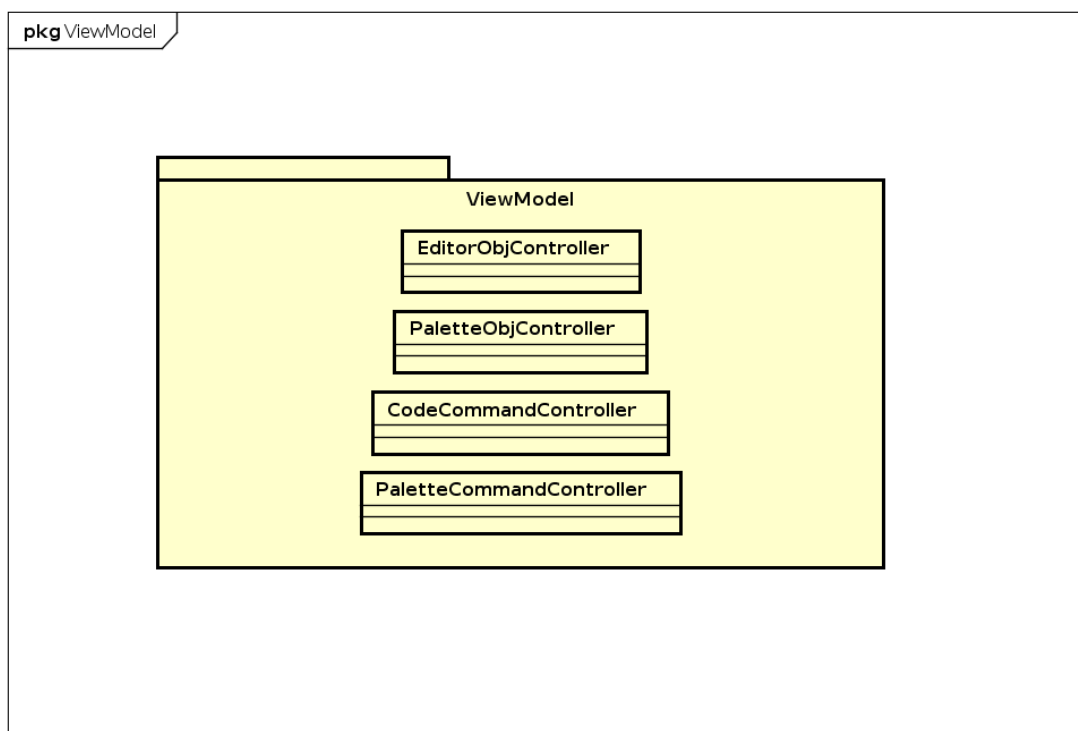 pkg ViewModel
ViewModel
EditorObjController
PaletteObjController
CodeCommandController
PaletteCommandController